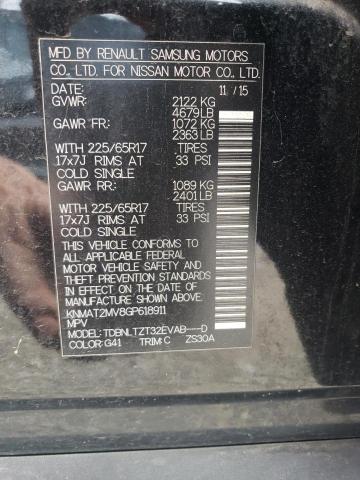 MFD BY RENAULT SAMSUNG MOTORS
CO., LTD. FOR NISSAN MOTOR CO., LTD.
DATE: 11 / 15
GVWR: 2122 KG
4679 LB
GAWR FR: 1072 KG
2363 LB
WITH 225/65R17 TIRES
17x7J RIMS AT 33 PSI
COLD SINGLE
GAWR RR: 1089 KG
2401 LB
WITH 225/65R17 TIRES
17x7J RIMS AT 33 PSI
COLD SINGLE
THIS VEHICLE CONFORMS TO ALL
APPLICABLE U.S. FEDERAL
MOTOR VEHICLE SAFETY, AND
THEFT PREVENTION STANDARDS
IN EFFECT ON THE DATE OF
MANUFACTURE SHOWN ABOVE.
KNMAT2MV8GP618911
MPV
MODEL: TDBNLTZT32EVAB-----D
COLOR: G41 TRIM: C ZS30A